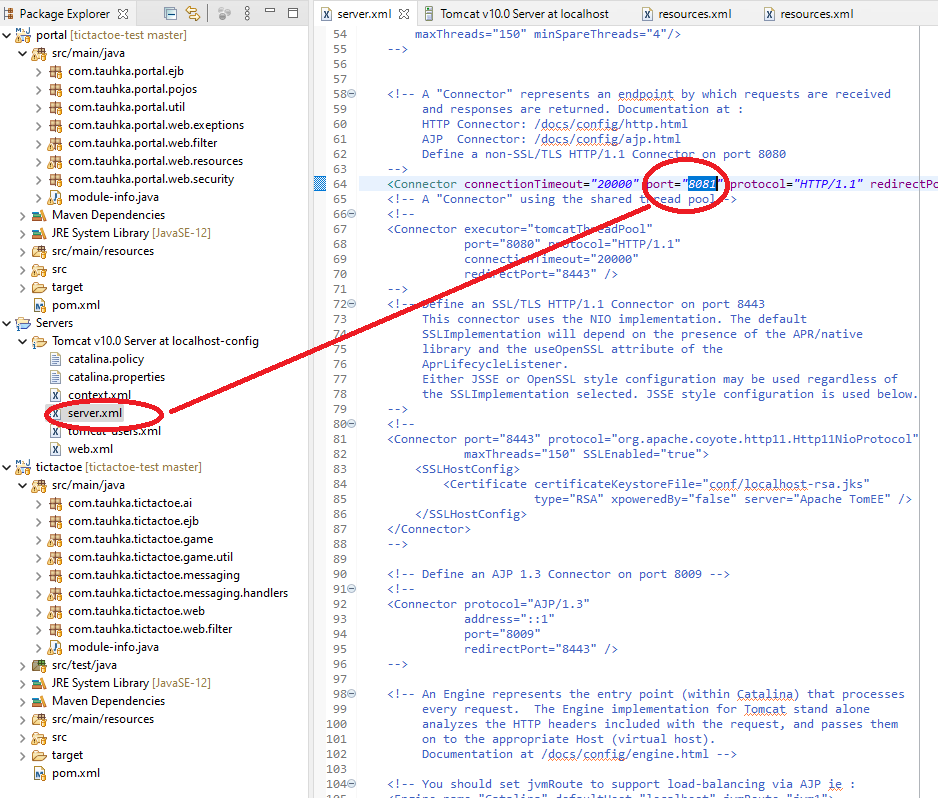 Package Explorer
portal [tictactoe-test master]
src/main/java
com.tauhka.portal.ejb
com.tauhka.portal.pojos
com.tauhka.portal.util
com.tauhka.portal.web.exeptions
com.tauhka.portal.web.filter
com.tauhka.portal.web.resources
com.tauhka.portal.web.security
module-info.java
Maven Dependencies
JRE System Library [JavaSE-12]
src/main/resources
src
target
pom.xml
Servers
Tomcat v10.0 Server at localhost-config
catalina.policy
catalina.properties
context.xml
server.xml
tomcat-users.xml
web.xml
tictactoe [tictactoe-test master]
src/main/java
com.tauhka.tictactoe.ai
com.tauhka.tictactoe.ejb
com.tauhka.tictactoe.game
com.tauhka.tictactoe.game.util
com.tauhka.tictactoe.messaging
com.tauhka.tictactoe.messaging.handlers
com.tauhka.tictactoe.web
com.tauhka.tictactoe.web.filter
module-info.java
src/test/java
JRE System Library [JavaSE-12]
Maven Dependencies
src/main/resources
src
target
pom.xml
server.xml Tomcat v10.0 Server at localhost resources.xml resources.xml
54 maxThreads="150" minSpareThreads="4"/>
55 -->
56
57
58 <!-- A "Connector" represents an endpoint by which requests are received
59 and responses are returned. Documentation at :
60 HTTP Connector: /docs/config/http.html
61 AJP  Connector: /docs/config/ajp.html
62 Define a non-SSL/TLS HTTP/1.1 Connector on port 8080
63 -->
64 <Connector connectionTimeout="20000" port="8081" protocol="HTTP/1.1" redirectPo
65 <!-- A "Connector" using the shared thread pool-->
66 <!--
67 <Connector executor="tomcatThreadPool"
68 port="8080" protocol="HTTP/1.1"
69 connectionTimeout="20000"
70 redirectPort="8443" />
71 -->
72 <!-- Define an SSL/TLS HTTP/1.1 Connector on port 8443
73 This connector uses the NIO implementation. The default
74 SSLImplementation will depend on the presence of the APR/native
75 library and the useOpenSSL attribute of the
76 AprLifecycleListener.
77 Either JSSE or OpenSSL style configuration may be used regardless of
78 the SSLImplementation selected. JSSE style configuration is used below.
79 -->
80 <!--
81 <Connector port="8443" protocol="org.apache.coyote.http11.Http11NioProtocol"
82 maxThreads="150" SSLEnabled="true">
83 <SSLHostConfig>
84 <Certificate certificateKeystoreFile="conf/localhost-rsa.jks"
85 type="RSA" xpoweredBy="false" server="Apache TomEE" />
86 </SSLHostConfig>
87 </Connector>
88 -->
89
90 <!-- Define an AJP 1.3 Connector on port 8009 -->
91 <!--
92 <Connector protocol="AJP/1.3"
93 address="::1"
94 port="8009"
95 redirectPort="8443" />
96 -->
97
98 <!-- An Engine represents the entry point (within Catalina) that processes
99 every request.  The Engine implementation for Tomcat stand alone
100 analyzes the HTTP headers included with the request, and passes them
101 on to the appropriate Host (virtual host).
102 Documentation at /docs/config/engine.html -->
103
104 <!-- You should set jvmRoute to support load-balancing via AJP ie :